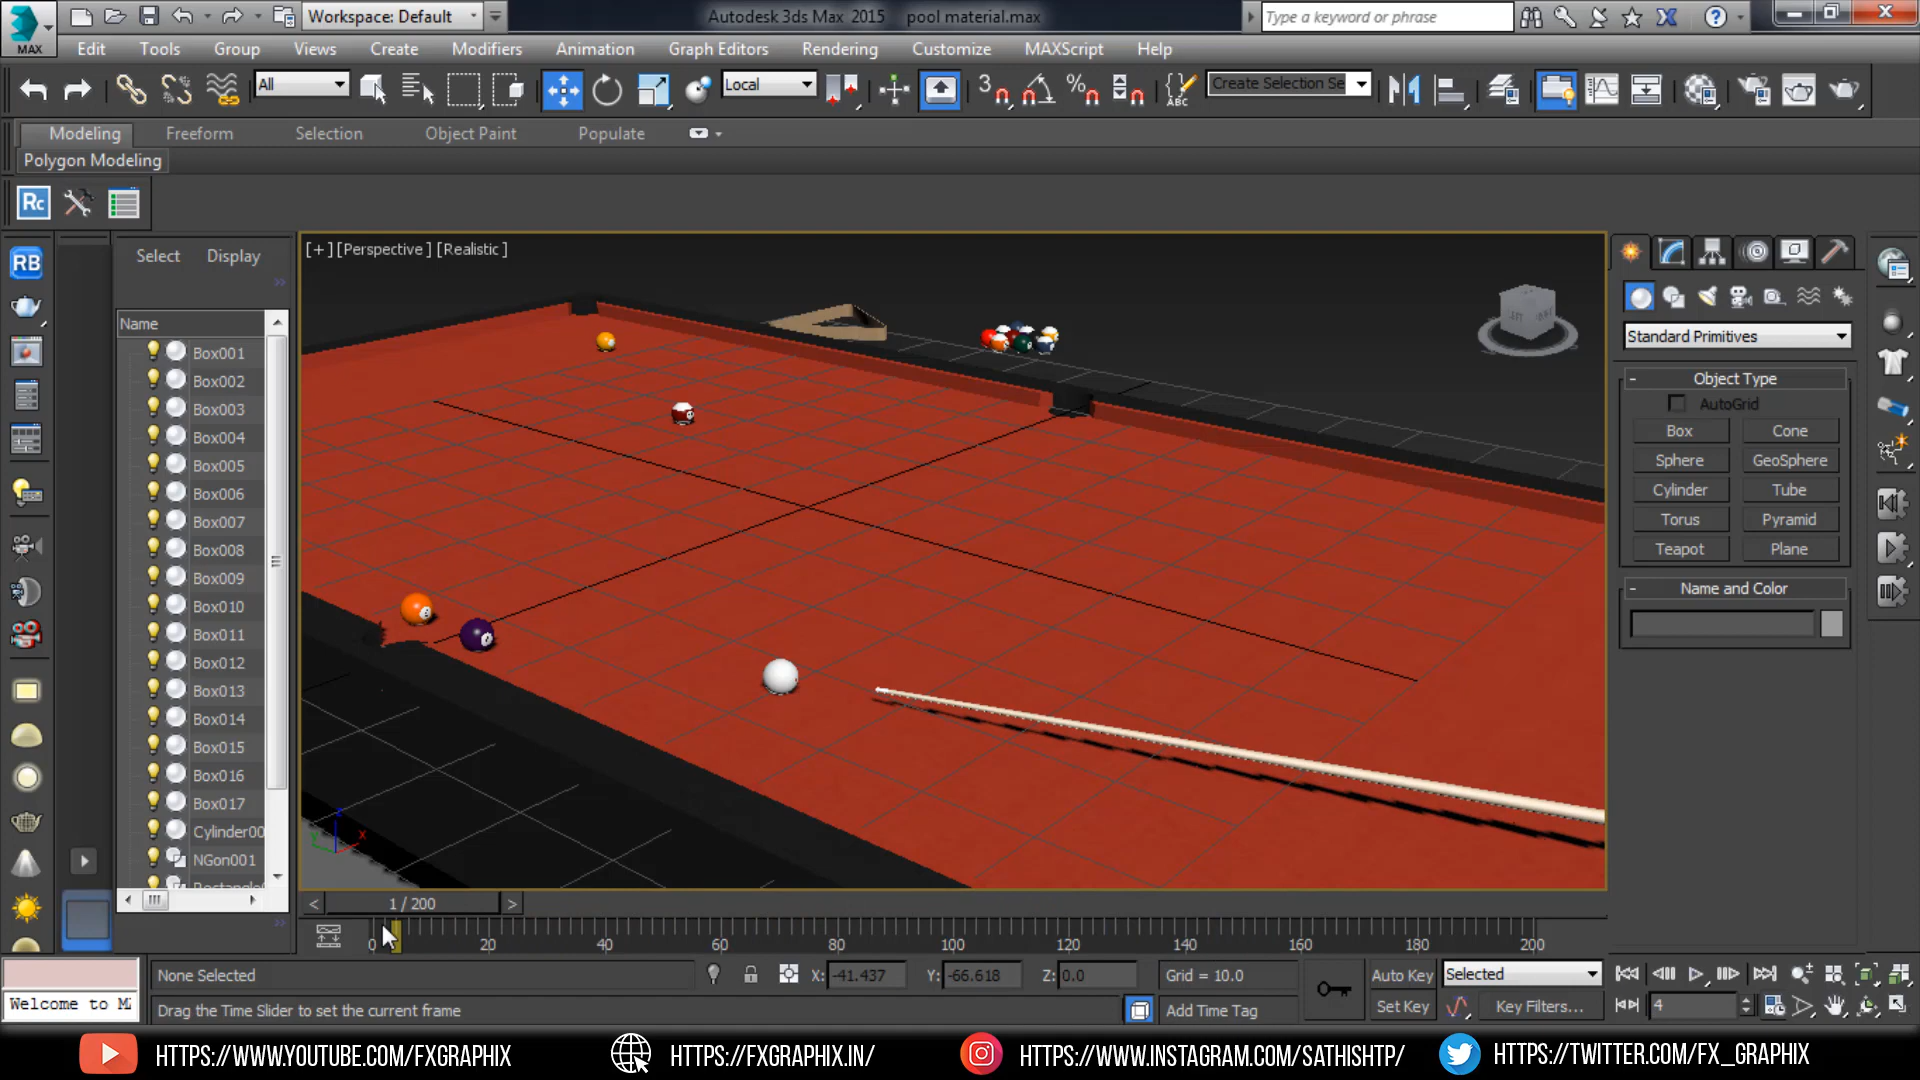 MAX
Workspace: Default
Autodesk 3ds Max 2015    pool material.max
Type a keyword or phrase
Edit Tools Group Views Create Modifiers Animation Graph Editors Rendering Customize MAXScript Help
All
Local
3
ABC
Create Selection Se
Modeling Freeform Selection Object Paint Populate
Polygon Modeling
Rc
RB
Select Display
Name
Box001
Box002
Box003
Box004
Box005
Box006
Box007
Box008
Box009
Box010
Box011
Box012
Box013
Box014
Box015
Box016
Box017
Cylinder00
NGon001
[+] [Perspective] [Realistic]
Standard Primitives
Object Type
AutoGrid
Box Cone
Sphere GeoSphere
Cylinder Tube
Torus Pyramid
Teapot Plane
Name and Color
z
x
y
< 1 / 200 >
0 20 40 60 80 100 120 140 160 180 200
None Selected
X: -41.437 Y: -66.618 Z: 0.0
Grid = 10.0
Auto Key Selected
Welcome to M
Drag the Time Slider to set the current frame
Add Time Tag
Set Key Key Filters... 4
HTTPS://WWW.YOUTUBE.COM/FXGRAPHIX HTTPS://FXGRAPHIX.IN/ HTTPS://WWW.INSTAGRAM.COM/SATHISHTP/ HTTPS://TWITTER.COM/FX_GRAPHIX